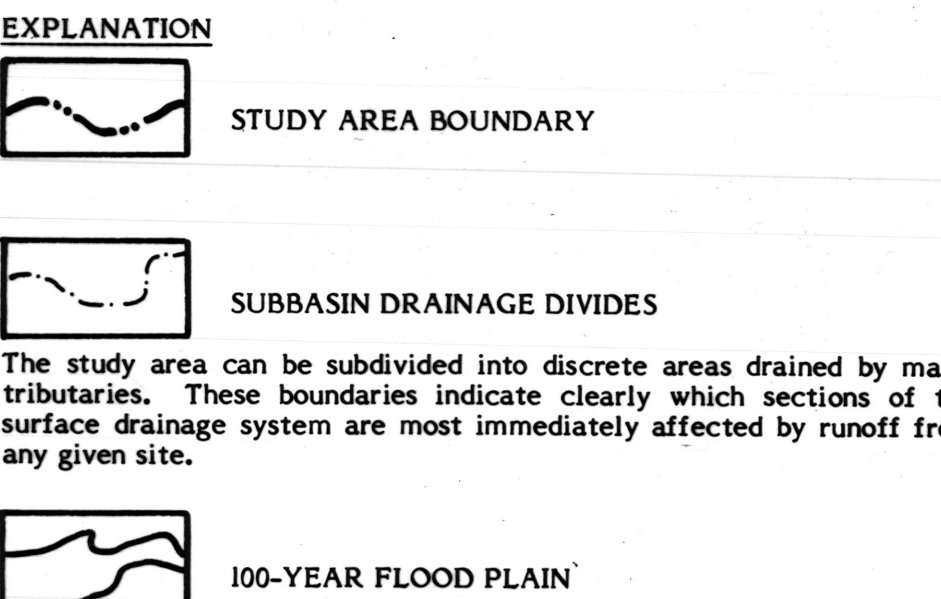 EXPLANATION
STUDY AREA BOUNDARY
SUBBASIN DRAINAGE DIVIDES
The study area can be subdivided into discrete areas drained by
tributaries. These boundaries indicate clearly which sections of
surface drainage system are most immediately affected by runoff
any given site.
100-YEAR FLOOD PLAIN